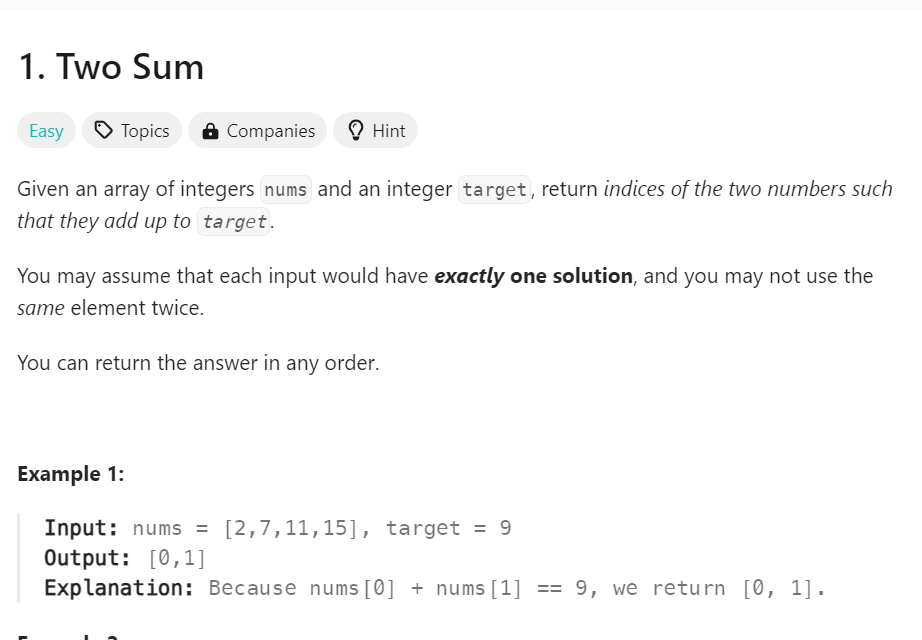 1. Two Sum
Easy Topics Companies Hint
Given an array of integers nums and an integer target, return indices of the two numbers such
that they add up to target.
You may assume that each input would have exactly one solution, and you may not use the
same element twice.
You can return the answer in any order.
Example 1:
Input: nums = [2,7,11,15], target = 9
Output: [0,1]
Explanation: Because nums[0] + nums[1] == 9, we return [0, 1].